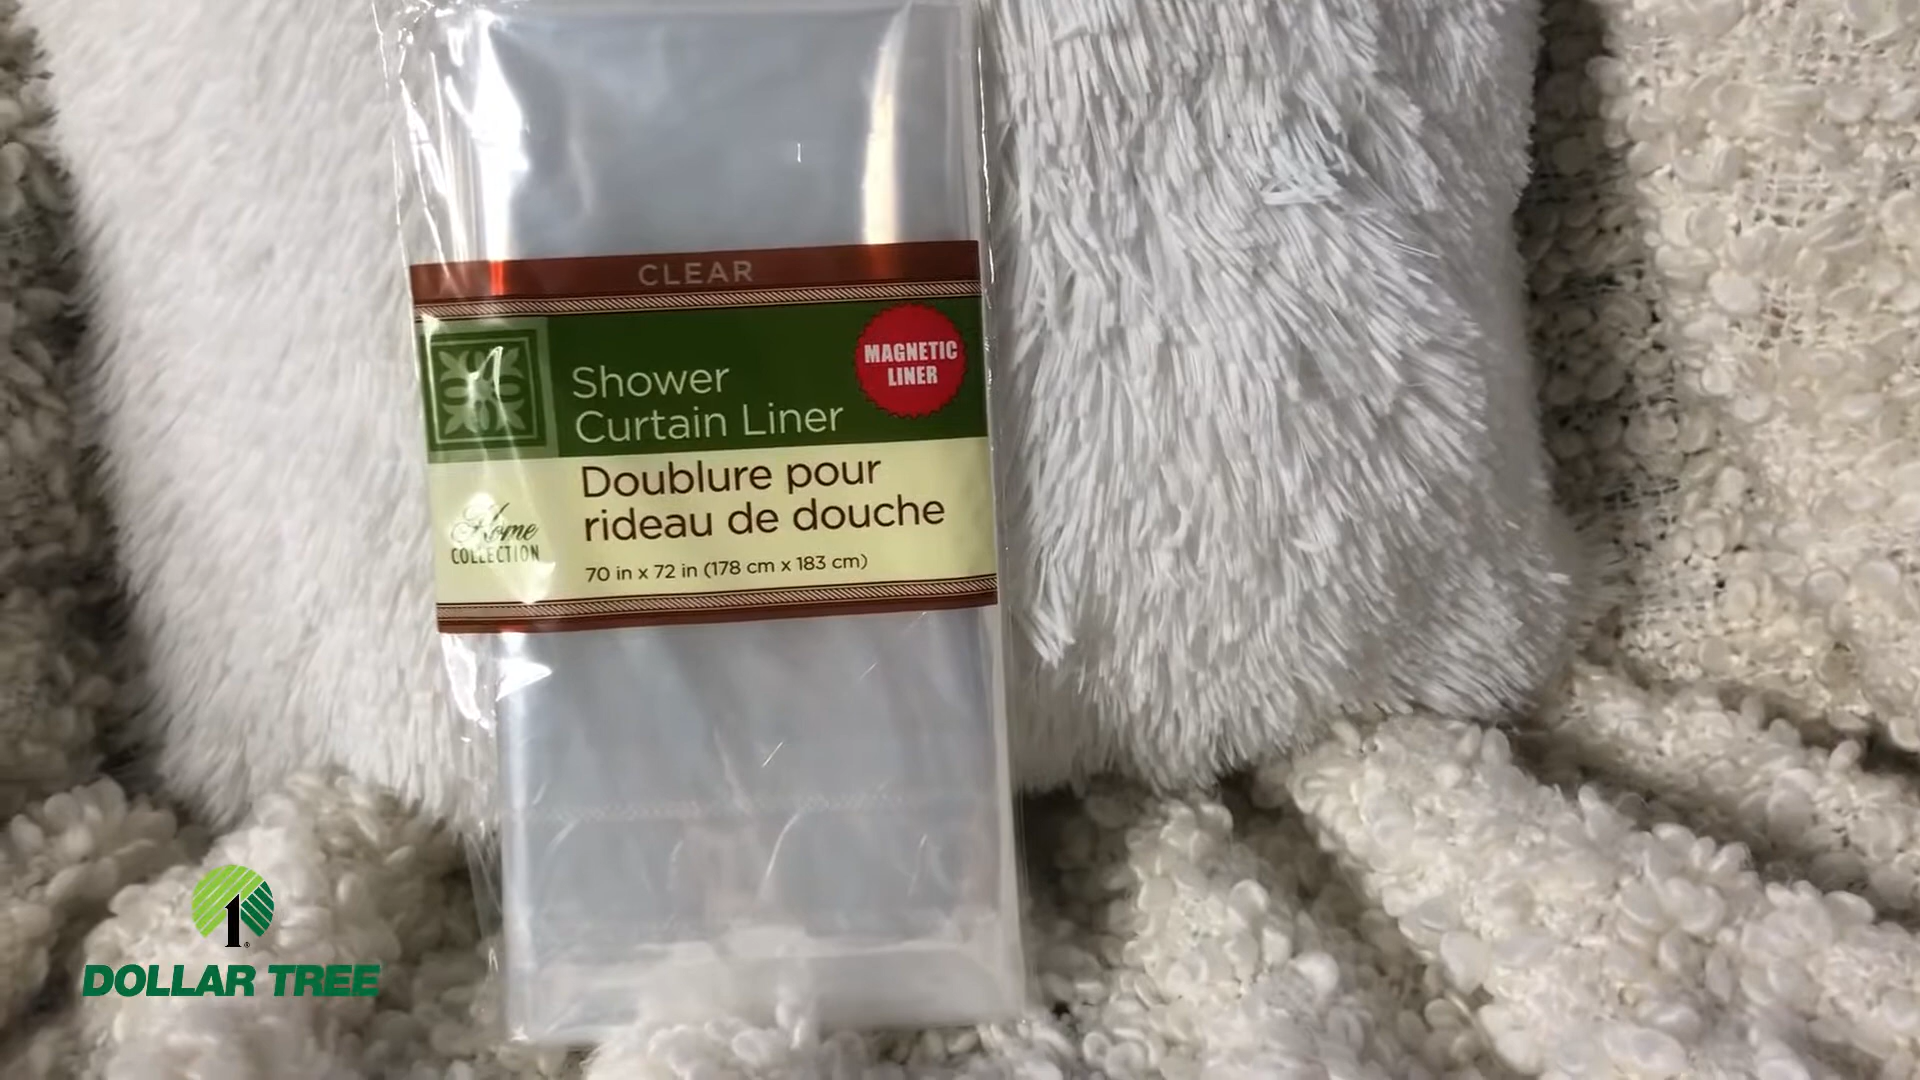 CLEAR
MAGNETIC
LINER
Shower
Curtain Liner
Doublure pour
rideau de douche
Home
COLLECTION
70 in x 72 in (178 cm x 183 cm)
1
DOLLAR TREE